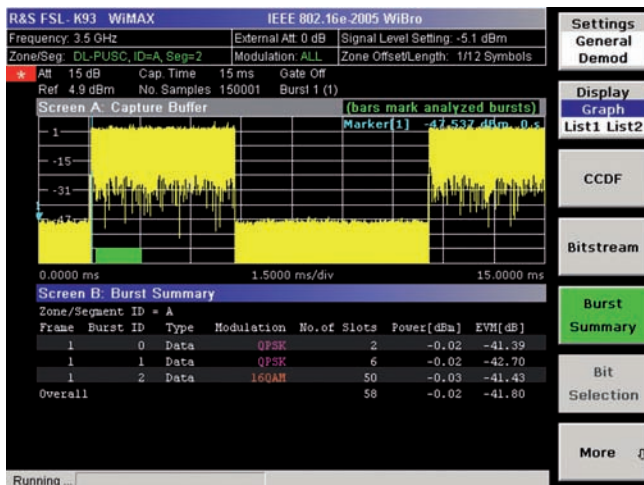 R&S FSL- K93 WiMAX IEEE 802.16e-2005 WiBro
Frequency: 3.5 GHz External Att: 0 dB Signal Level Setting: -5.1 dBm
Zone/Seg: DL-PUSC, ID=A, Seg=2 Modulation: ALL Zone Offset/Length: 1/12 Symbols
* Att 15 dB Cap. Time 15 ms Gate Off
Ref 4.9 dBm No. Samples 150001 Burst 1 (1)
Screen A: Capture Buffer (bars mark analyzed bursts)
Marker[1] -47.537 dBm 0 s
1
-15
-31
1
-47
0.0000 ms 1.5000 ms/div 15.0000 ms
Screen B: Burst Summary
Zone/Segment ID = A
Frame Burst ID Type Modulation No.of Slots Power[dBm] EVM[dB]
1 0 Data QPSK 2 -0.02 -41.39
1 1 Data QPSK 6 -0.02 -42.70
1 2 Data 16QAM 50 -0.03 -41.43
Overall 58 -0.02 -41.80
Running ...
Settings
General
Demod
Display
Graph
List1 List2
CCDF
Bitstream
Burst
Summary
Bit
Selection
More